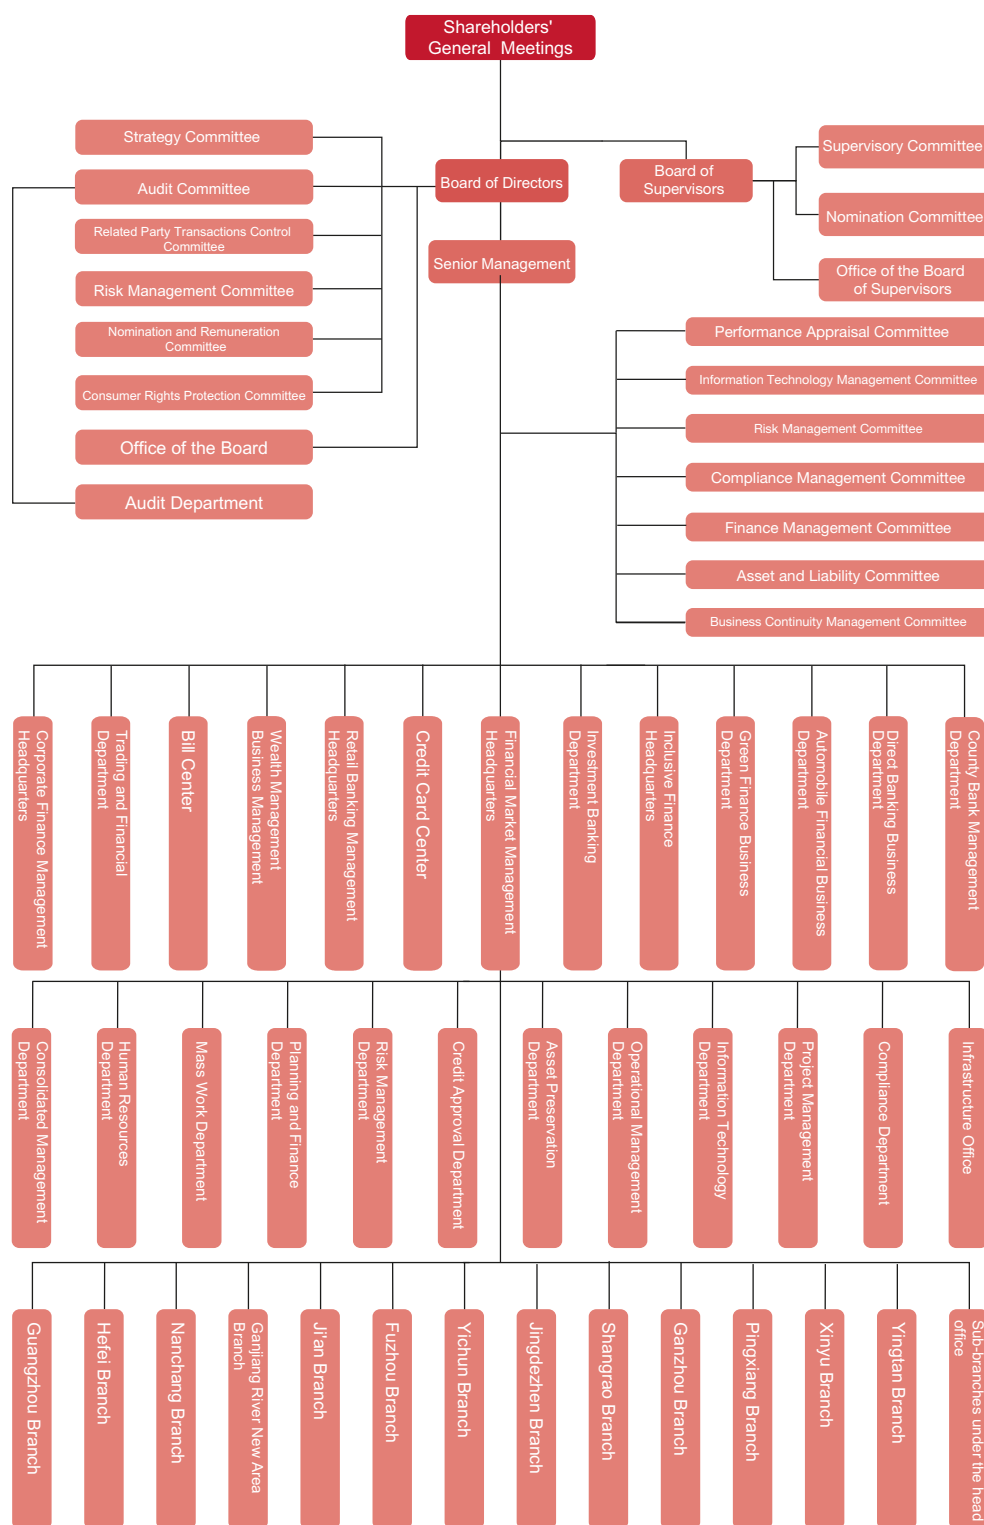 Shareholders'
General Meetings
Strategy Committee
Audit Committee
Related Party Transactions Control
Committee
Risk Management Committee
Nomination and Remuneration
Committee
Consumer Rights Protection Committee
Office of the Board
Audit Department
Board of Directors
Senior Management
Board of
Supervisors
Supervisory Committee
Nomination Committee
Office of the Board
of Supervisors
Performance Appraisal Committee
Information Technology Management Committee
Risk Management Committee
Compliance Management Committee
Finance Management Committee
Asset and Liability Committee
Business Continuity Management Committee
Corporate Finance Management
Headquarters
Trading and Financial
Department
Bill Center
Wealth Management
Business Management
Retail Banking Management
Headquarters
Credit Card Center
Financial Market Management
Headquarters
Investment Banking
Department
Inclusive Finance
Headquarters
Green Finance Business
Department
Automobile Financial Business
Department
Direct Banking Business
Department
County Bank Management
Department
Consolidated Management
Department
Human Resources
Department
Mass Work Department
Planning and Finance
Department
Risk Management
Department
Credit Approval Department
Asset Preservation
Department
Operational Management
Department
Information Technology
Department
Project Management
Department
Compliance Department
Infrastructure Office
Guangzhou Branch
Hefei Branch
Nanchang Branch
Ganjiang River New Area
Branch
Ji'an Branch
Fuzhou Branch
Yichun Branch
Jingdezhen Branch
Shangrao Branch
Ganzhou Branch
Pingxiang Branch
Xinyu Branch
Yingtan Branch
Sub-branches under the head
office